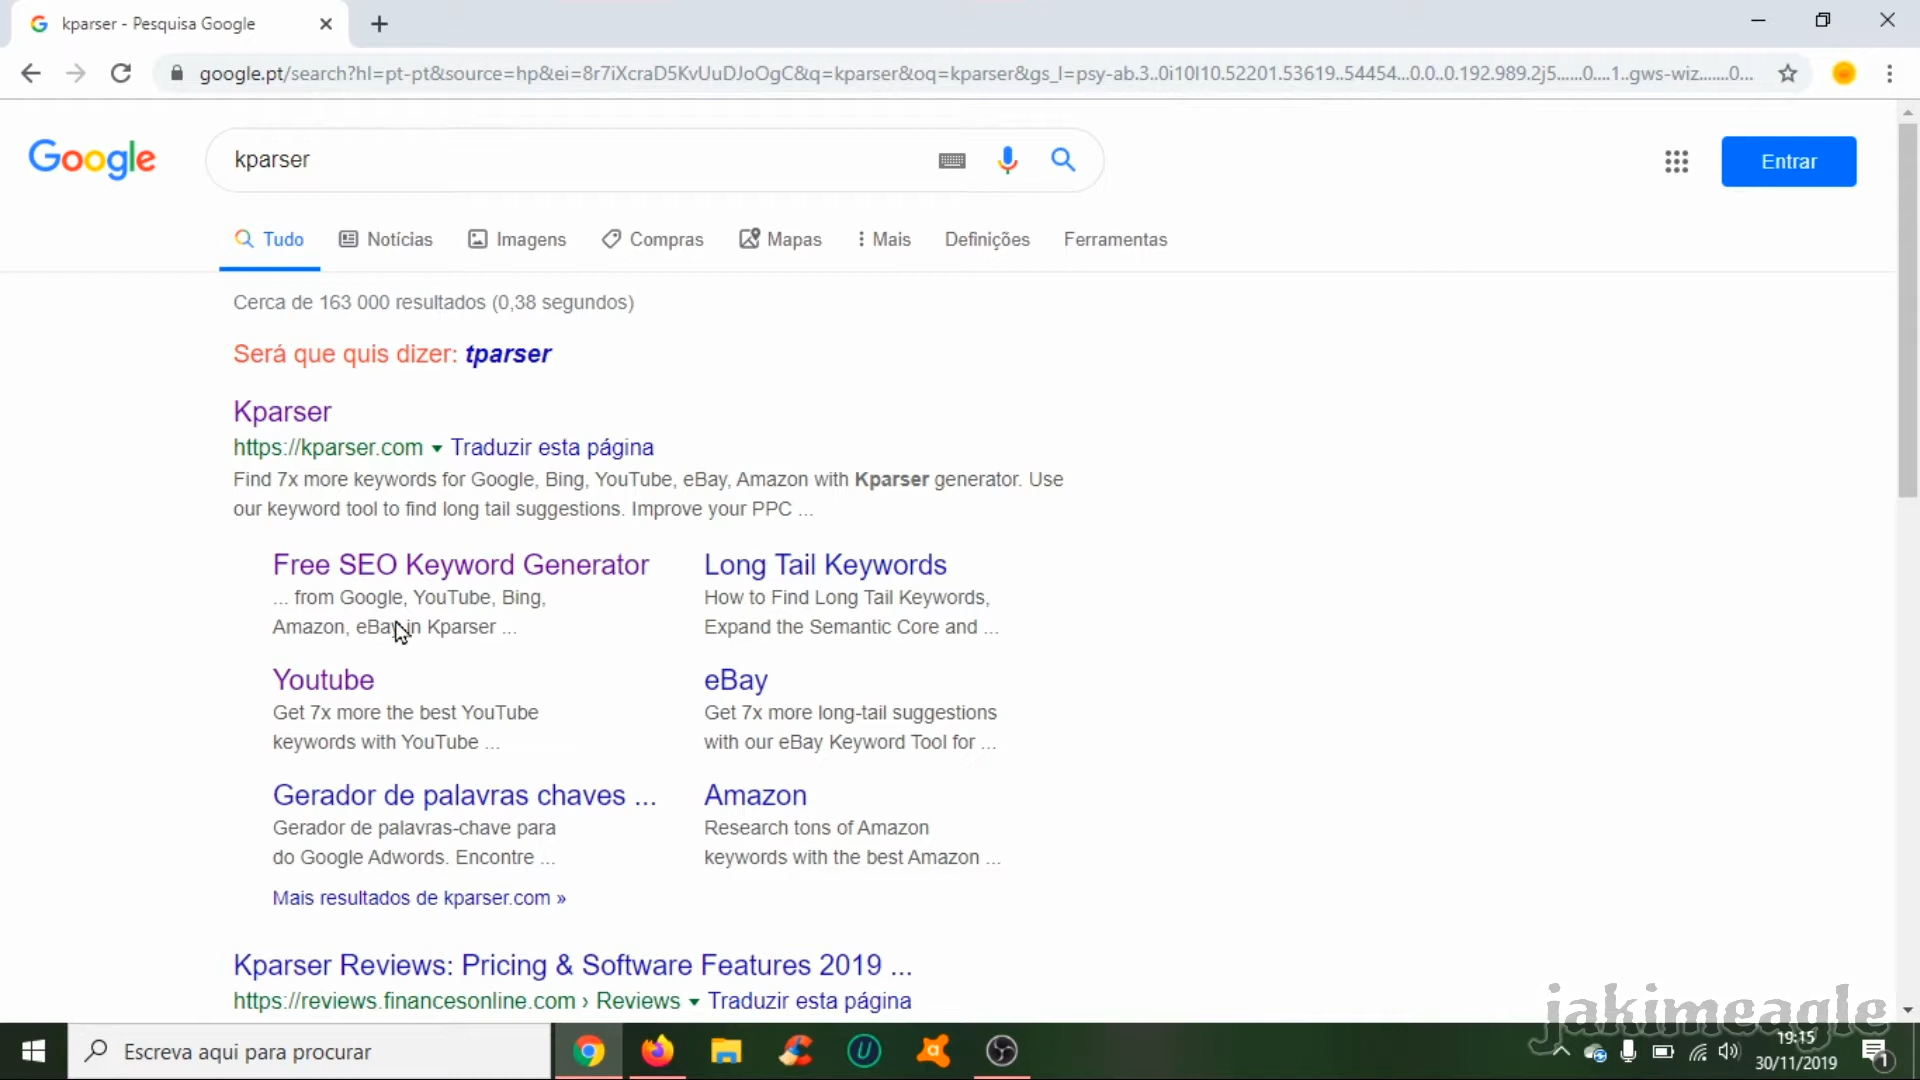 kparser - Pesquisa Google
google.pt/search?hl=pt-pt&source=hp&ei=8r7iXcraD5KvUuDJoOgC&q=kparser&oq=kparser&gs_l=psy-ab.3..0i10l10.52201.53619..54454...0.0..0.192.989.2j5......0....1..gws-wiz.......0...
Google
kparser
Entrar
Tudo Notícias Imagens Compras Mapas Mais Definições Ferramentas
Cerca de 163 000 resultados (0,38 segundos)
Será que quis dizer: tparser
Kparser
https://kparser.com Traduzir esta página
Find 7x more keywords for Google, Bing, YouTube, eBay, Amazon with Kparser generator. Use
our keyword tool to find long tail suggestions. Improve your PPC ...
Free SEO Keyword Generator
... from Google, YouTube, Bing,
Amazon, eBay in Kparser ...
Long Tail Keywords
How to Find Long Tail Keywords,
Expand the Semantic Core and ...
Youtube
Get 7x more the best YouTube
keywords with YouTube ...
eBay
Get 7x more long-tail suggestions
with our eBay Keyword Tool for ...
Gerador de palavras chaves ...
Gerador de palavras-chave para
do Google Adwords. Encontre ...
Amazon
Research tons of Amazon
keywords with the best Amazon ...
Mais resultados de kparser.com »
Kparser Reviews: Pricing & Software Features 2019 ...
https://reviews.financesonline.com › Reviews Traduzir esta página
jakimeagle
Escreva aqui para procurar
19:15
30/11/2019
1